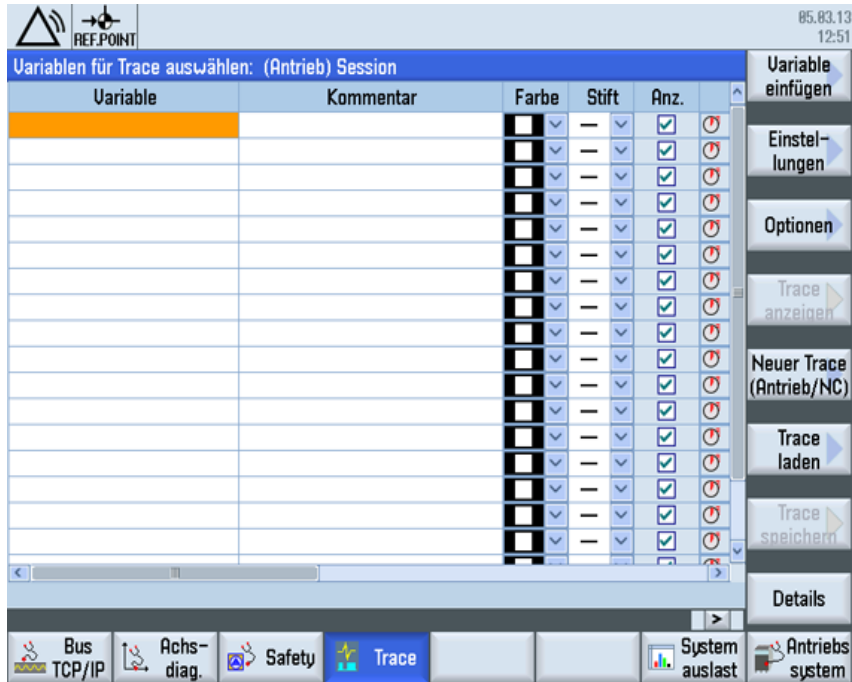 REF.POINT
05.03.13
12:51
Variablen für Trace auswählen: (Antrieb) Session
Variable
Kommentar
Farbe
Stift
Anz.
Variable
einfügen
Einstel-
lungen
Optionen
Trace
anzeigen
Neuer Trace
(Antrieb/NC)
Trace
laden
Trace
speichern
Details
Bus
TCP/IP
Achs-
diag.
Safety
Trace
System
auslast
Antriebs
system